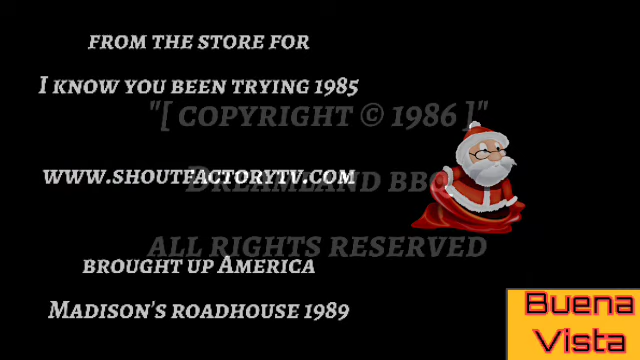 FROM THE STORE FOR
I KNOW YOU BEEN TRYING 1985
"[ COPYRIGHT © 1986 ]"
WWW.SHOUTFACTORYTV.COM
DREAMLAND BBC
ALL RIGHTS RESERVED
BROUGHT UP AMERICA
MADISON'S ROADHOUSE 1989
Buena
Vista